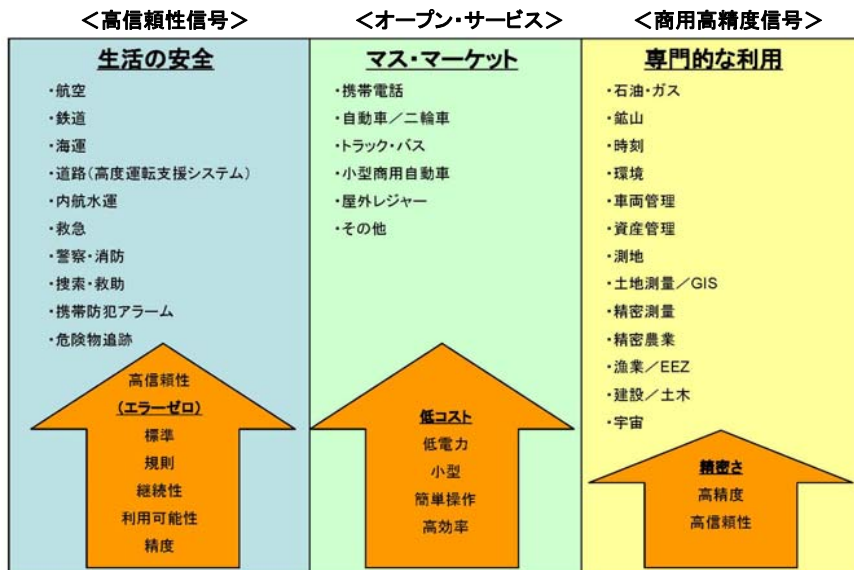 ＜高信頼性信号＞
＜オープン・サービス＞
＜商用高精度信号＞
生活の安全
・航空
・鉄道
・海運
・道路(高度運転支援システム)
・内航水運
・救急
・警察・消防
・捜索・救助
・携帯防犯アラーム
・危険物追跡
高信頼性
(エラーゼロ)
標準
規則
継続性
利用可能性
精度
マス・マーケット
・携帯電話
・自動車／二輪車
・トラック・バス
・小型商用自動車
・屋外レジャー
・その他
低コスト
低電力
小型
簡単操作
高効率
専門的な利用
・石油・ガス
・鉱山
・時刻
・環境
・車両管理
・資産管理
・測地
・土地測量／GIS
・精密測量
・精密農業
・漁業／EEZ
・建設／土木
・宇宙
精密さ
高精度
高信頼性